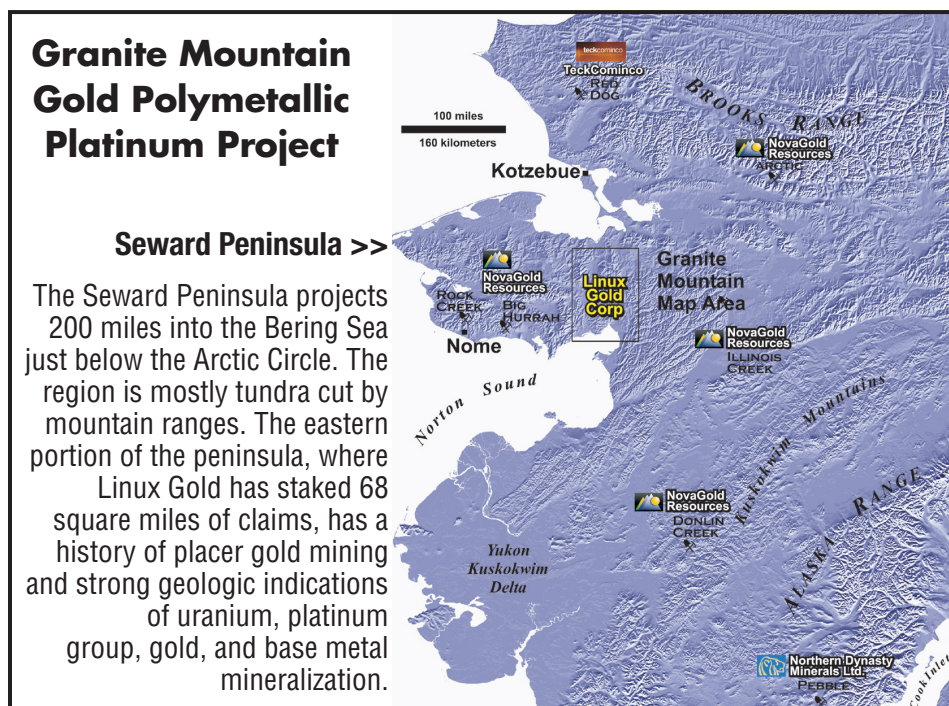 Granite Mountain
Gold Polymetallic
Platinum Project
Seward Peninsula >>
The Seward Peninsula projects
200 miles into the Bering Sea
just below the Arctic Circle. The
region is mostly tundra cut by
mountain ranges. The eastern
portion of the peninsula, where
Linux Gold has staked 68
square miles of claims, has a
history of placer gold mining
and strong geologic indications
of uranium, platinum
group, gold, and base metal
mineralization.
teckcominco
TeckCominco
RED
DOG
100 miles
160 kilometers
BROOKS RANGE
NovaGold
Resources
ARCTIC
Kotzebue
NovaGold
Resources
ROCK
CREEK
BIG
HURRAH
Nome
Linux
Gold
Corp
Granite
Mountain
Map Area
NovaGold
Resources
ILLINOIS
CREEK
Norton Sound
Kuskokwim Mountains
NovaGold
Resources
DONLIN
CREEK
ALASKA RANGE
Yukon
Kuskokwim
Delta
Northern Dynasty
Minerals Ltd.
PEBBLE
Cook Inlet